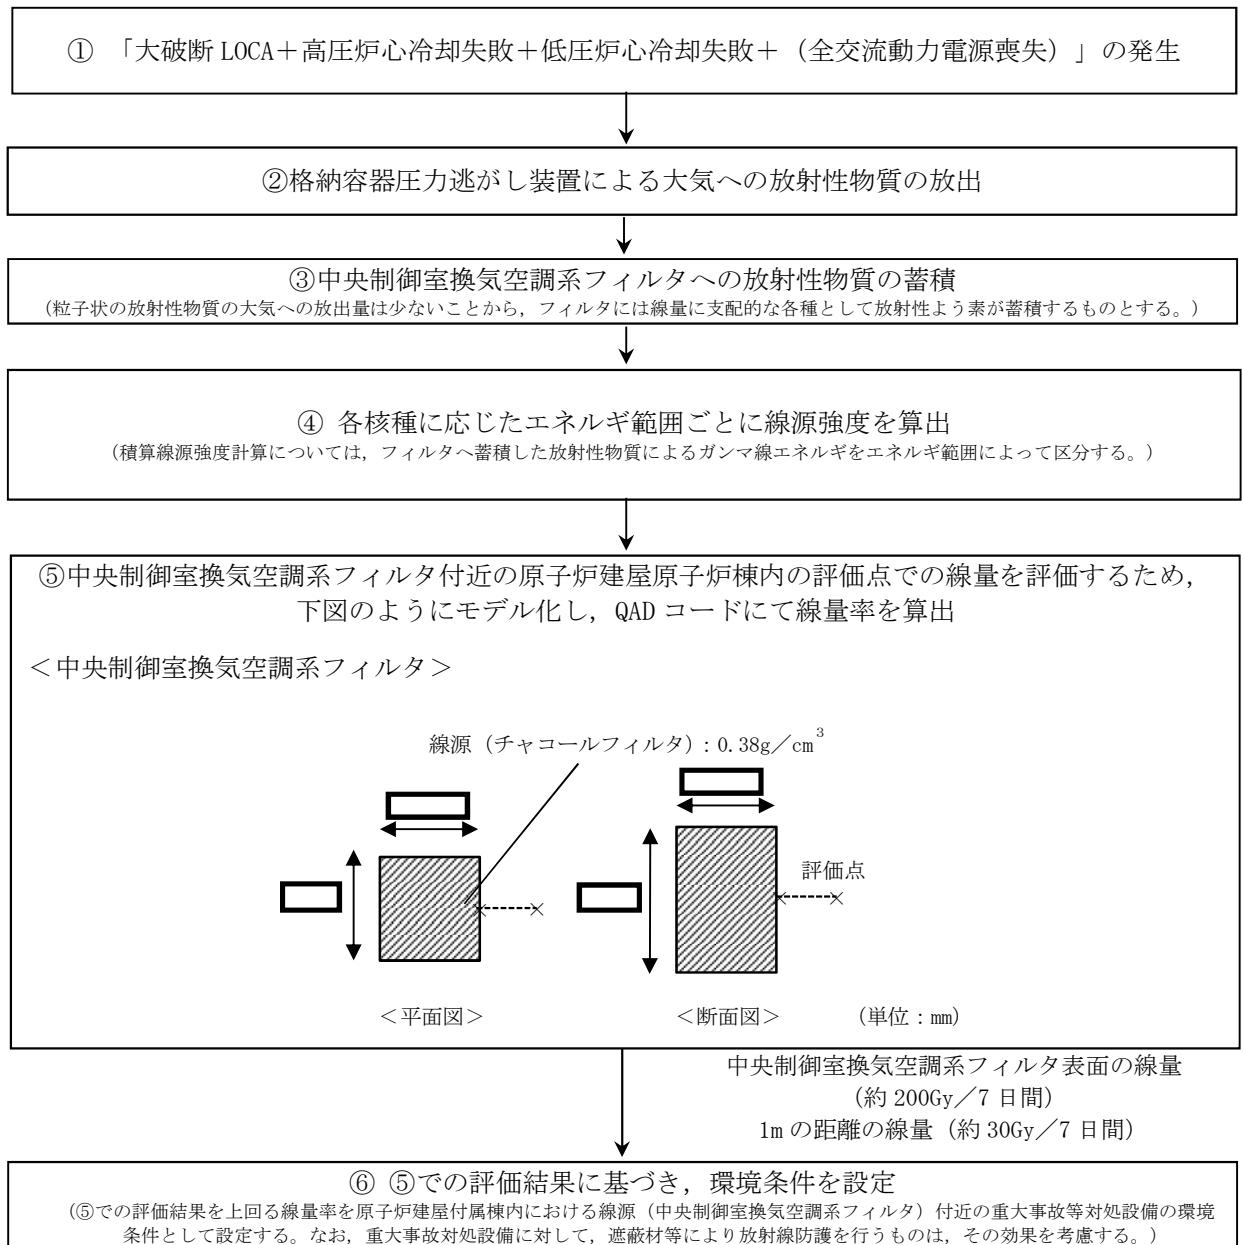 ① 「大破断 LOCA＋高圧炉心冷却失敗＋低圧炉心冷却失敗＋（全交流動力電源喪失）」の発生
②格納容器圧力逃がし装置による大気への放射性物質の放出
③中央制御室換気空調系フィルタへの放射性物質の蓄積
（粒子状の放射性物質の大気への放出量は少ないことから，フィルタには線量に支配的な各種として放射性よう素が蓄積するものとする。）
④ 各核種に応じたエネルギ範囲ごとに線源強度を算出
（積算線源強度計算については，フィルタへ蓄積した放射性物質によるガンマ線エネルギをエネルギ範囲によって区分する。）
⑤中央制御室換気空調系フィルタ付近の原子炉建屋原子炉棟内の評価点での線量を評価するため，
下図のようにモデル化し，QAD コードにて線量率を算出
＜中央制御室換気空調系フィルタ＞
線源（チャコールフィルタ）：0.38g／cm³
評価点
＜平面図＞
＜断面図＞
（単位：mm）
中央制御室換気空調系フィルタ表面の線量
（約 200Gy／7 日間）
1m の距離の線量（約 30Gy／7 日間）
⑥ ⑤での評価結果に基づき，環境条件を設定
（⑤での評価結果を上回る線量率を原子炉建屋付属棟内における線源（中央制御室換気空調系フィルタ）付近の重大事故等対処設備の環境
条件として設定する。なお，重大事故対処設備に対して，遮蔽材等により放射線防護を行うものは，その効果を考慮する。）